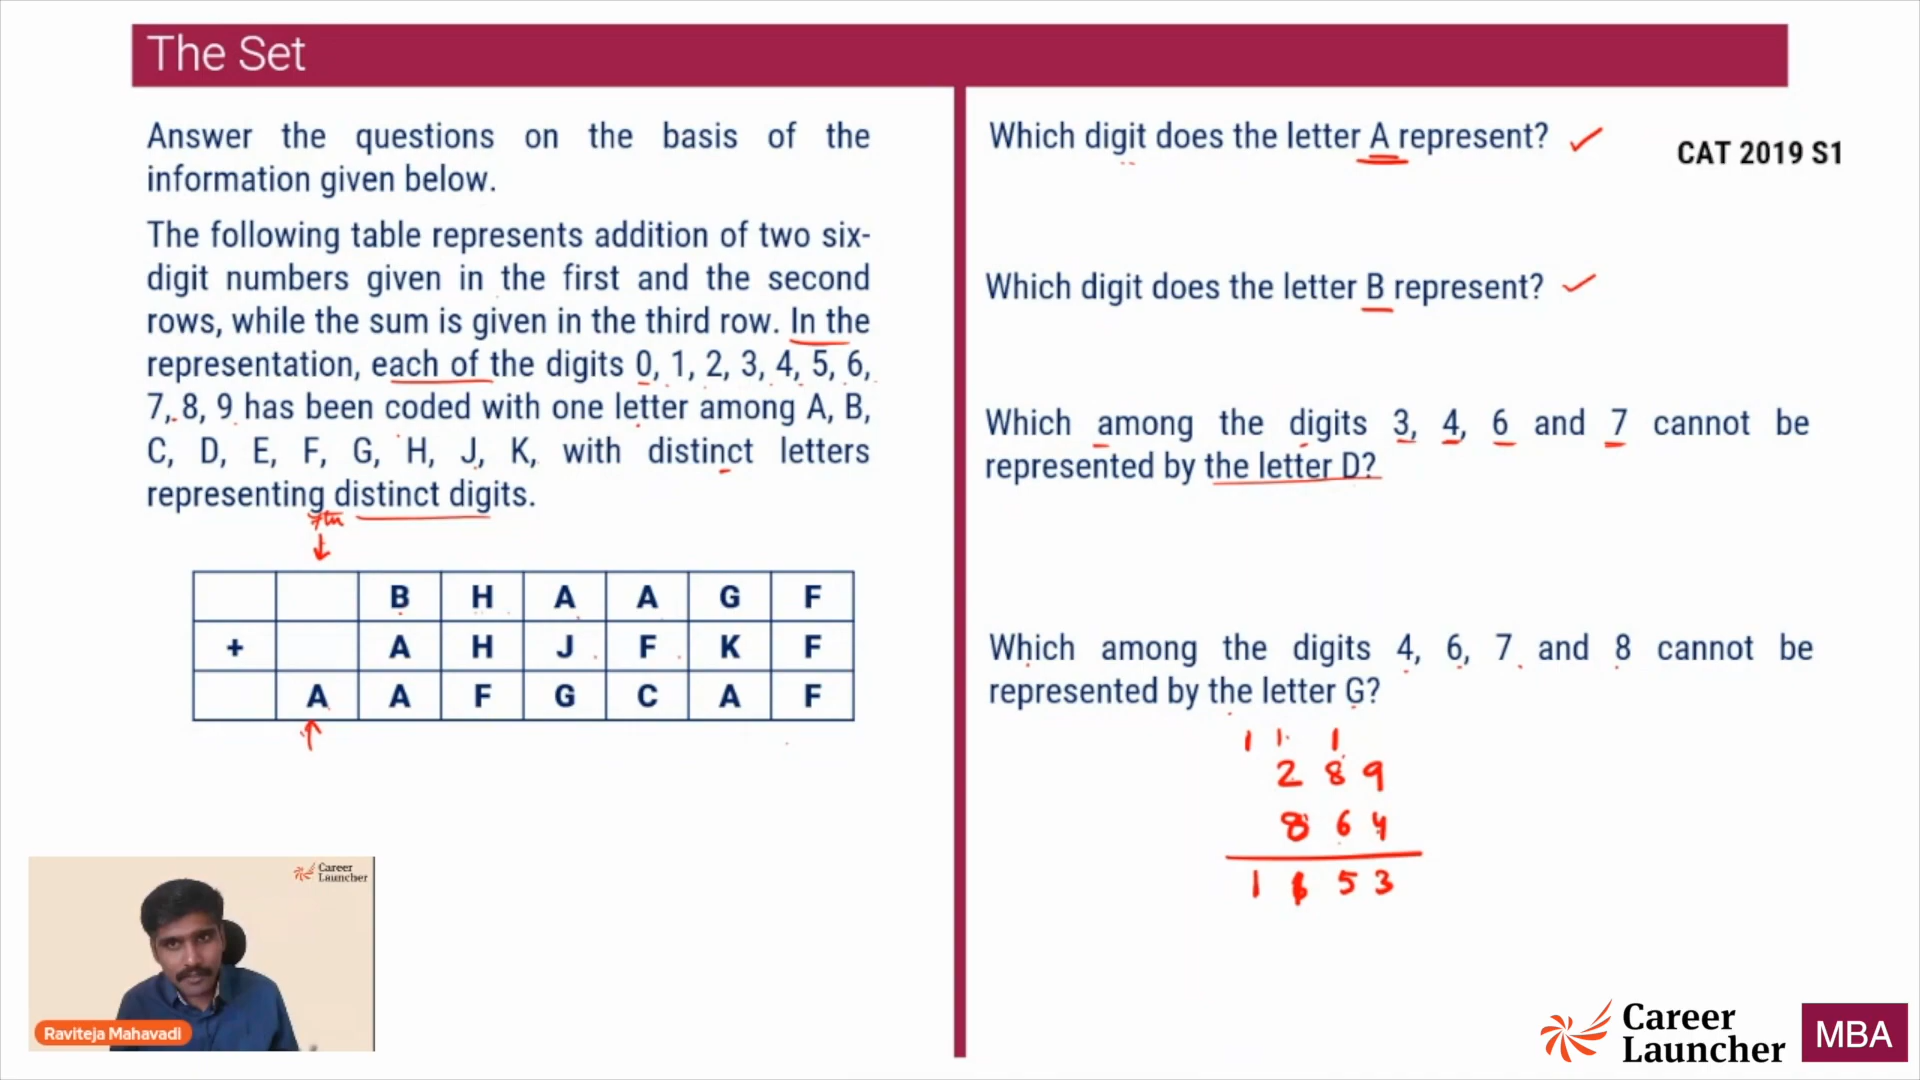 The Set
Answer the questions on the basis of the
information given below.
The following table represents addition of two six-
digit numbers given in the first and the second
rows, while the sum is given in the third row. In the
representation, each of the digits 0, 1, 2, 3, 4, 5, 6,
7, 8, 9 has been coded with one letter among A, B,
C, D, E, F, G, H, J, K, with distinct letters
representing distinct digits.
B H A A G F
+ A H J F K F
A A F G C A F
Which digit does the letter A represent?
CAT 2019 S1
Which digit does the letter B represent?
Which among the digits 3, 4, 6 and 7 cannot be
represented by the letter D?
Which among the digits 4, 6, 7 and 8 cannot be
represented by the letter G?
1 1 1
2 8 9
8 6 4
1 1 5 3
Career
Launcher
Raviteja Mahavadi
Career
Launcher
MBA